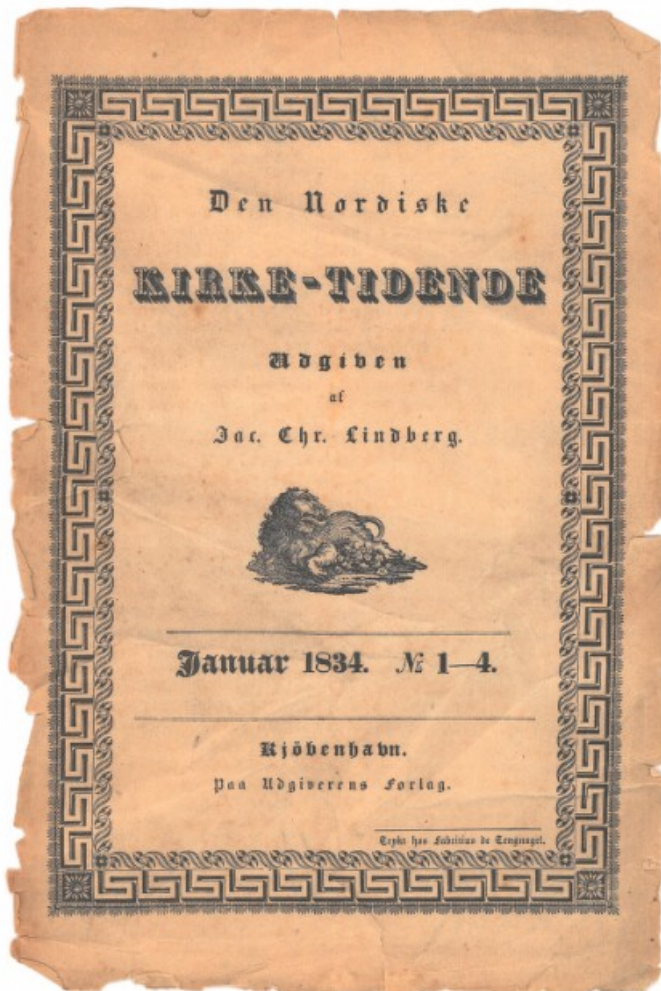 Den Nordiske
KIRKE-TIDENDE
Udgiven
af
Jac. Chr. Lindberg.
Januar 1834. № 1—4.
Kjöbenhavn.
Paa Udgiverens Forlag.
Trykt hos Fabritius de Tengnagel.